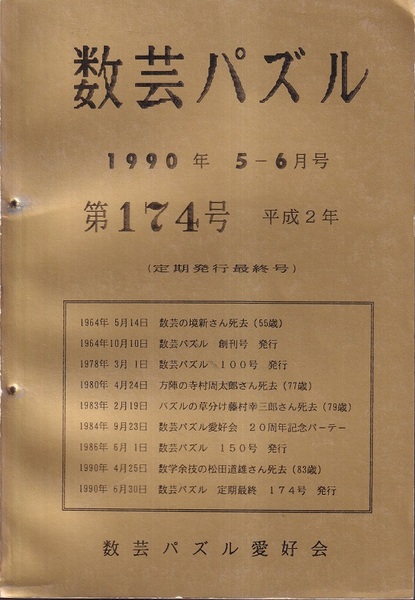 数芸パズル
1990年 5-6月号
第174号 平成2年
(定期発行最終号)
1964年 5月14日 数芸の境新さん死去(55歳)
1964年10月10日 数芸パズル 創刊号 発行
1978年 3月 1日 数芸パズル 100号 発行
1980年 4月24日 方陣の寺村周太郎さん死去(77歳)
1983年 2月19日 パズルの草分け藤村幸三郎さん死去(79歳)
1984年 9月23日 数芸パズル愛好会 20周年記念パーテー
1986年 6月 1日 数芸パズル 150号 発行
1990年 4月25日 数学余技の松田道雄さん死去(83歳)
1990年 6月30日 数芸パズル 定期最終 174号 発行
数芸パズル愛好会